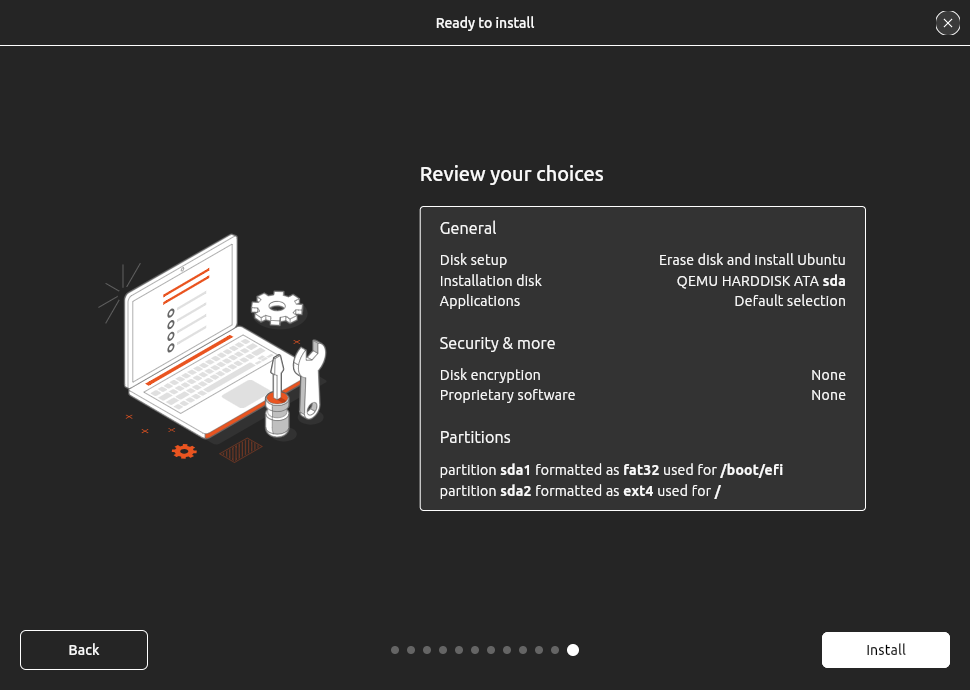 Ready to install
Review your choices
General
Disk setup Erase disk and install Ubuntu
Installation disk QEMU HARDDISK ATA sda
Applications Default selection
Security & more
Disk encryption None
Proprietary software None
Partitions
partition sda1 formatted as fat32 used for /boot/efi
partition sda2 formatted as ext4 used for /
Back Install